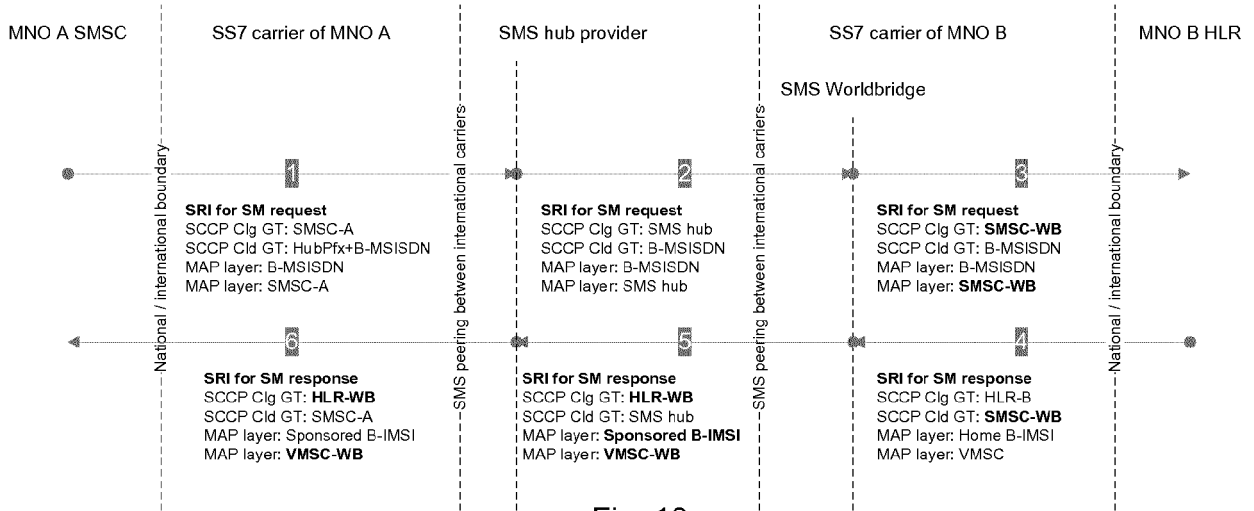 MNO A SMSC
SS7 carrier of MNO A
SMS hub provider
SS7 carrier of MNO B
MNO B HLR
SMS Worldbridge
National / international boundary
SMS peering between international carriers
SMS peering between international carriers
National / international boundary
1
2
3
SRI for SM request
SCCP Clg GT: SMSC-A
SCCP Cld GT: HubPfx+B-MSISDN
MAP layer: B-MSISDN
MAP layer: SMSC-A
SRI for SM request
SCCP Clg GT: SMS hub
SCCP Cld GT: B-MSISDN
MAP layer: B-MSISDN
MAP layer: SMS hub
SRI for SM request
SCCP Clg GT: SMSC-WB
SCCP Cld GT: B-MSISDN
MAP layer: B-MSISDN
MAP layer: SMSC-WB
6
5
4
SRI for SM response
SCCP Clg GT: HLR-WB
SCCP Cld GT: SMSC-A
MAP layer: Sponsored B-IMSI
MAP layer: VMSC-WB
SRI for SM response
SCCP Clg GT: HLR-WB
SCCP Cld GT: SMS hub
MAP layer: Sponsored B-IMSI
MAP layer: VMSC-WB
SRI for SM response
SCCP Clg GT: HLR-B
SCCP Cld GT: SMSC-WB
MAP layer: Home B-IMSI
MAP layer: VMSC